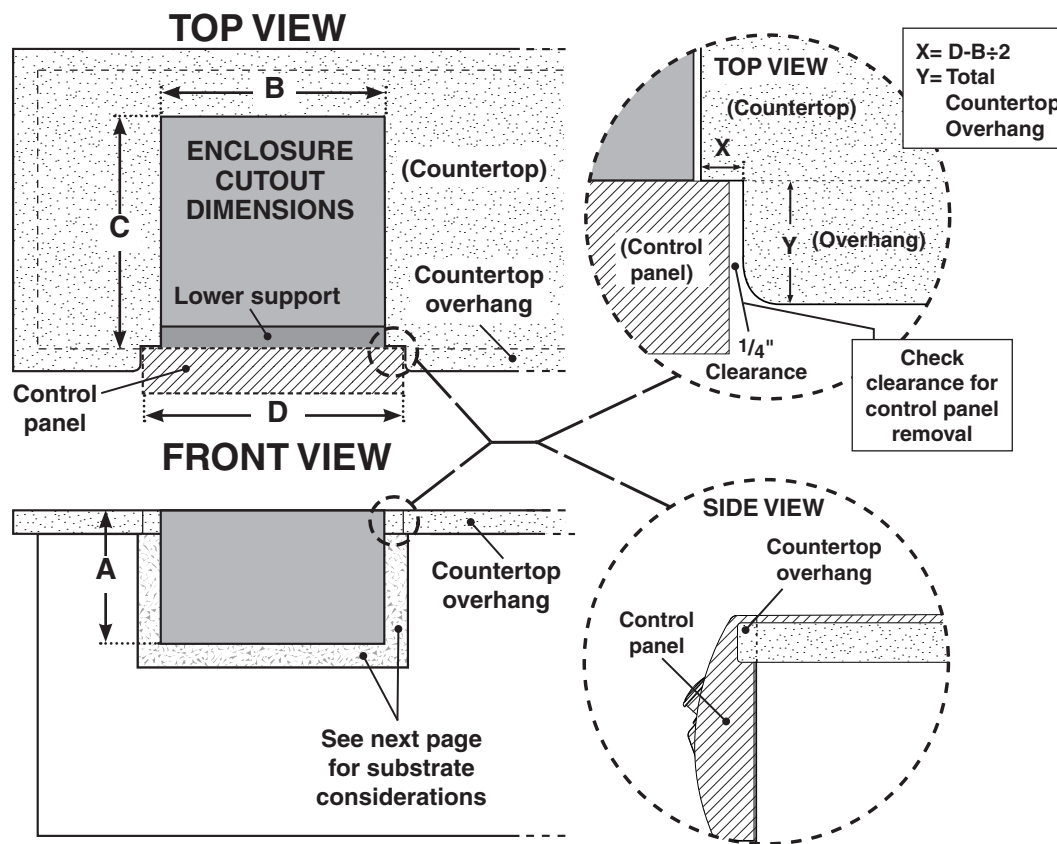 TOP VIEW
B
ENCLOSURE
CUTOUT
DIMENSIONS
C
(Countertop)
Lower support
Countertop
overhang
Control
panel
D
TOP VIEW
(Countertop)
X
(Control
panel)
Y
(Overhang)
1/4"
Clearance
X= D-B÷2
Y= Total
Countertop
Overhang
Check
clearance for
control panel
removal
FRONT VIEW
A
Countertop
overhang
See next page
for substrate
considerations
SIDE VIEW
Countertop
overhang
Control
panel